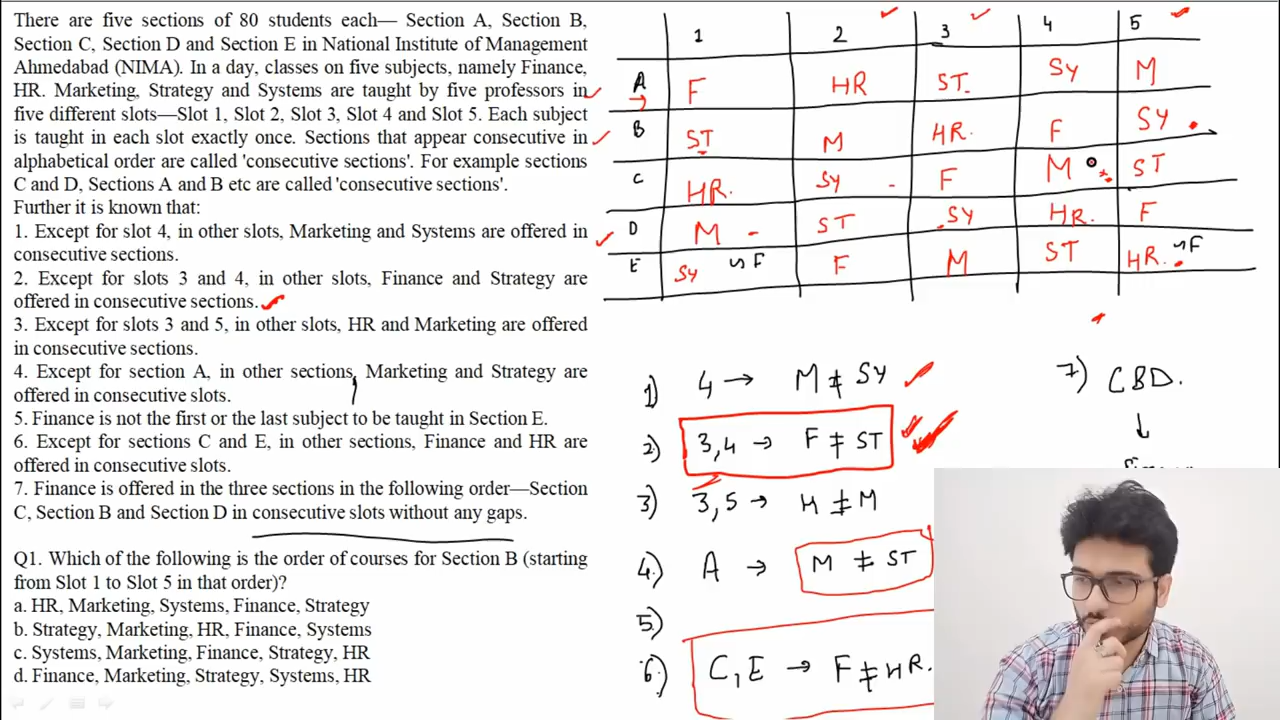 There are five sections of 80 students each— Section A, Section B,
Section C, Section D and Section E in National Institute of Management
Ahmedabad (NIMA). In a day, classes on five subjects, namely Finance,
HR. Marketing, Strategy and Systems are taught by five professors in
five different slots—Slot 1, Slot 2, Slot 3, Slot 4 and Slot 5. Each subject
is taught in each slot exactly once. Sections that appear consecutive in
alphabetical order are called 'consecutive sections'. For example sections
C and D, Sections A and B etc are called 'consecutive sections'.
Further it is known that:
1. Except for slot 4, in other slots, Marketing and Systems are offered in
consecutive sections.
2. Except for slots 3 and 4, in other slots, Finance and Strategy are
offered in consecutive sections.
3. Except for slots 3 and 5, in other slots, HR and Marketing are offered
in consecutive sections.
4. Except for section A, in other sections, Marketing and Strategy are
offered in consecutive slots.
5. Finance is not the first or the last subject to be taught in Section E.
6. Except for sections C and E, in other sections, Finance and HR are
offered in consecutive slots.
7. Finance is offered in the three sections in the following order—Section
C, Section B and Section D in consecutive slots without any gaps.
Q1. Which of the following is the order of courses for Section B (starting
from Slot 1 to Slot 5 in that order)?
a. HR, Marketing, Systems, Finance, Strategy
b. Strategy, Marketing, HR, Finance, Systems
c. Systems, Marketing, Finance, Strategy, HR
d. Finance, Marketing, Strategy, Systems, HR
1 2 3 4 5
A F HR ST SY M
B ST M HR F SY
C HR SY F M ST
D M ST SY HR F
E SY ~F F M ST HR ~F
1) 4 → M ≠ SY
2) 3,4 → F ≠ ST
3) 3,5 → H ≠ M
4) A → M ≠ ST
5)
6) C, E → F ≠ HR.
7) CBD.
↓